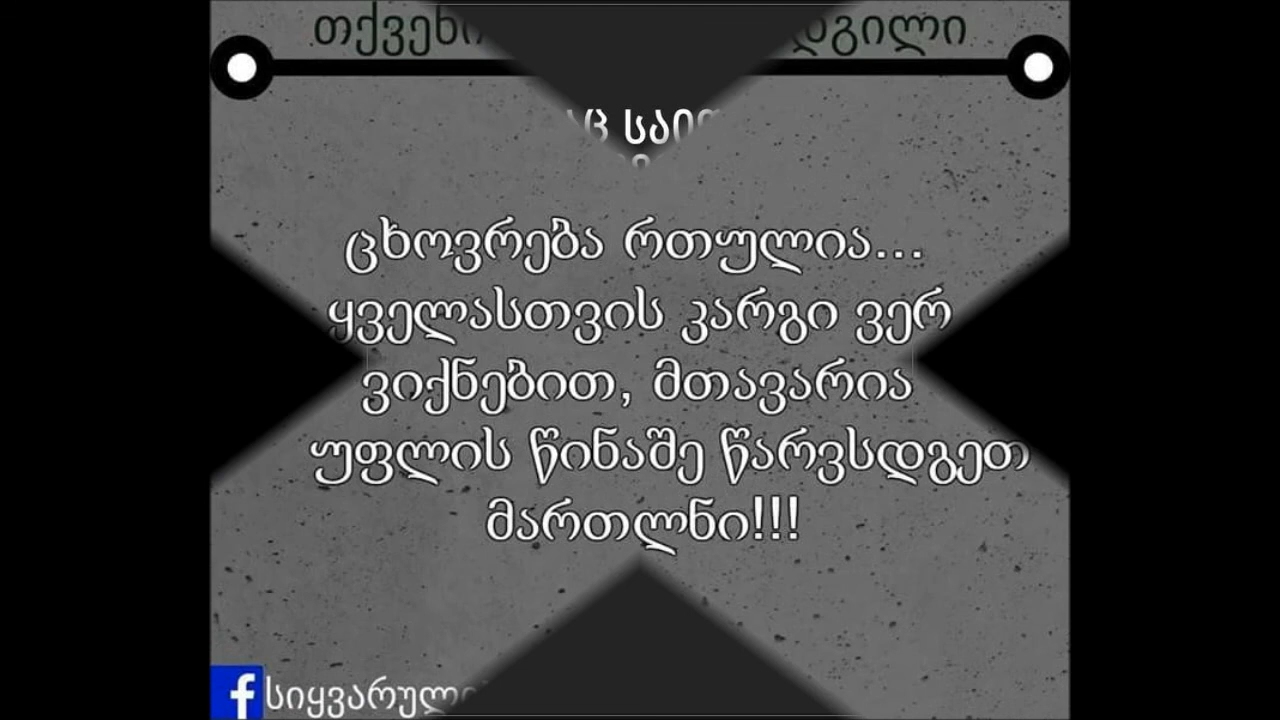 ცხოვრება რთულია...
ყველასთვის კარგი ვერ
ვიქნებით, მთავარია
უფლის წინაშე წარვსდგეთ
მართლნი!!!